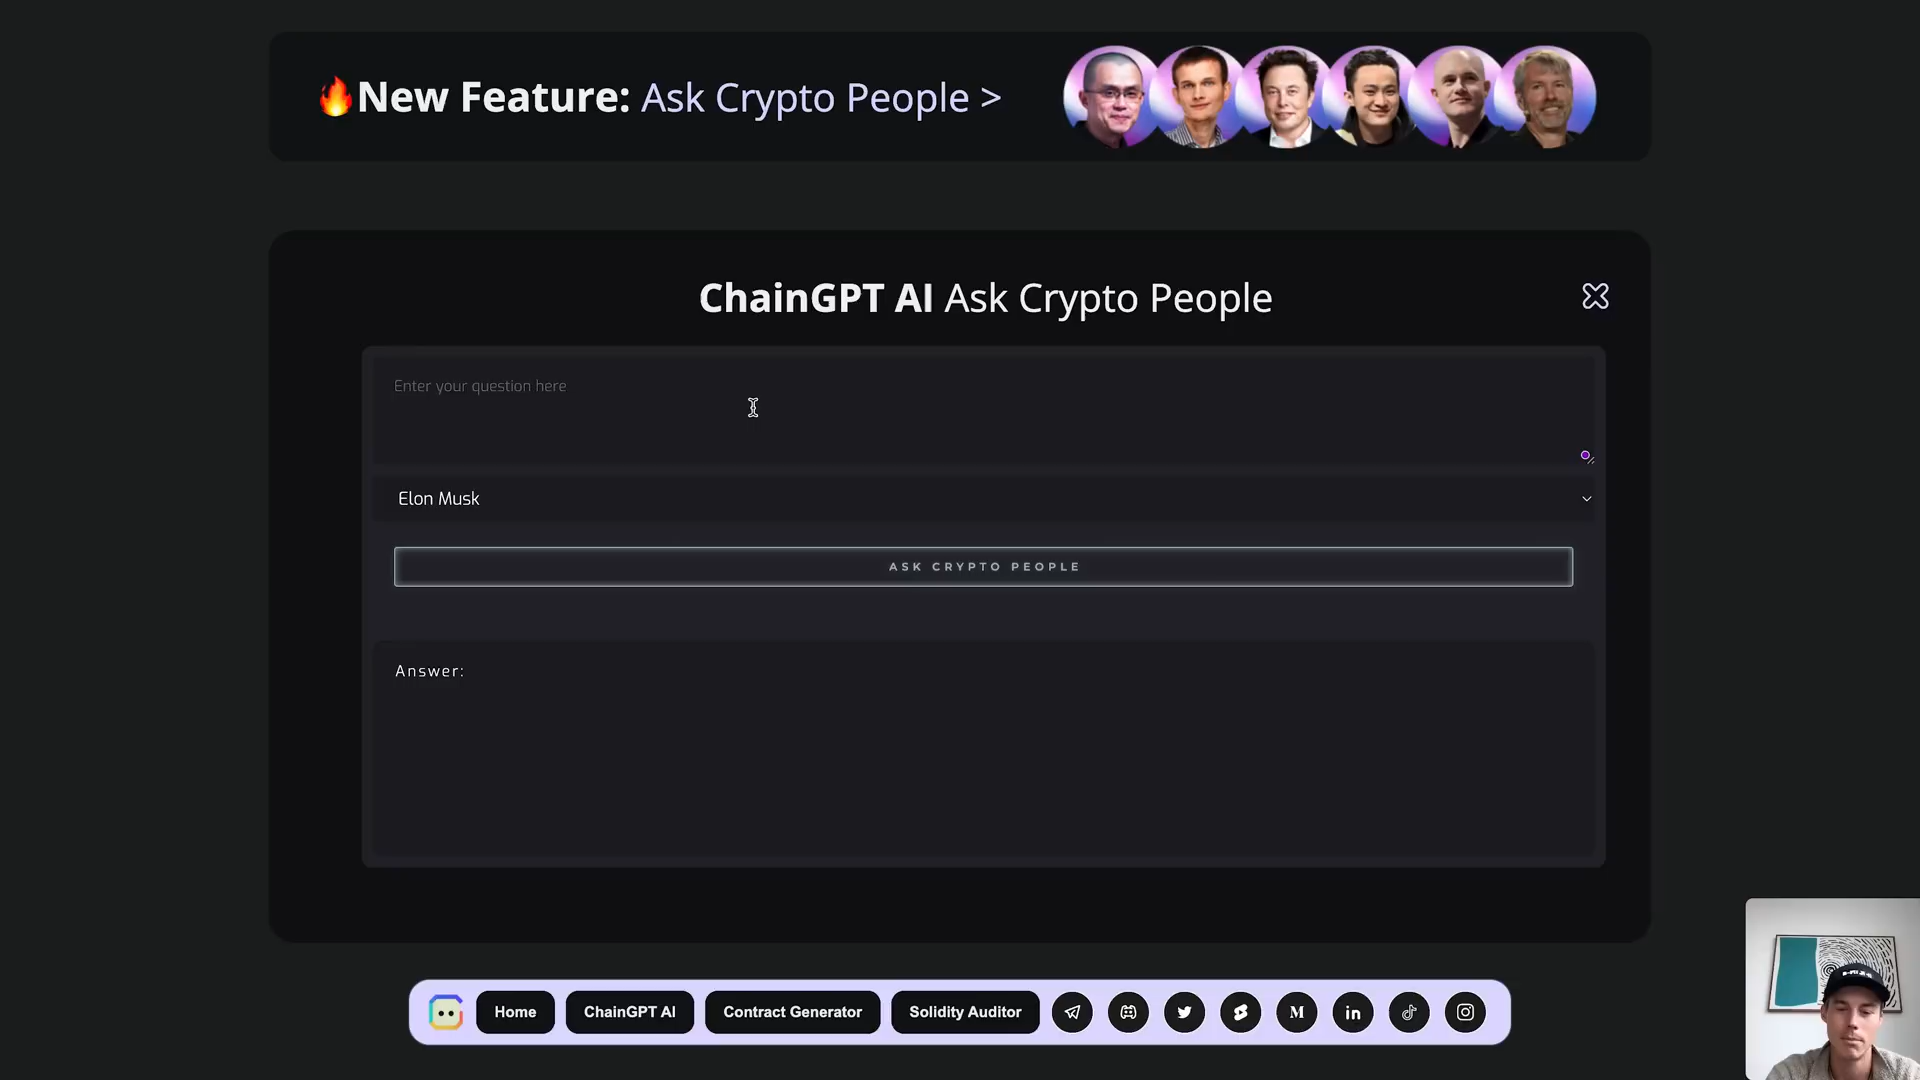 🔥New Feature: Ask Crypto People >
ChainGPT AI Ask Crypto People
Enter your question here
Elon Musk
ASK CRYPTO PEOPLE
Answer:
Home
ChainGPT AI
Contract Generator
Solidity Auditor